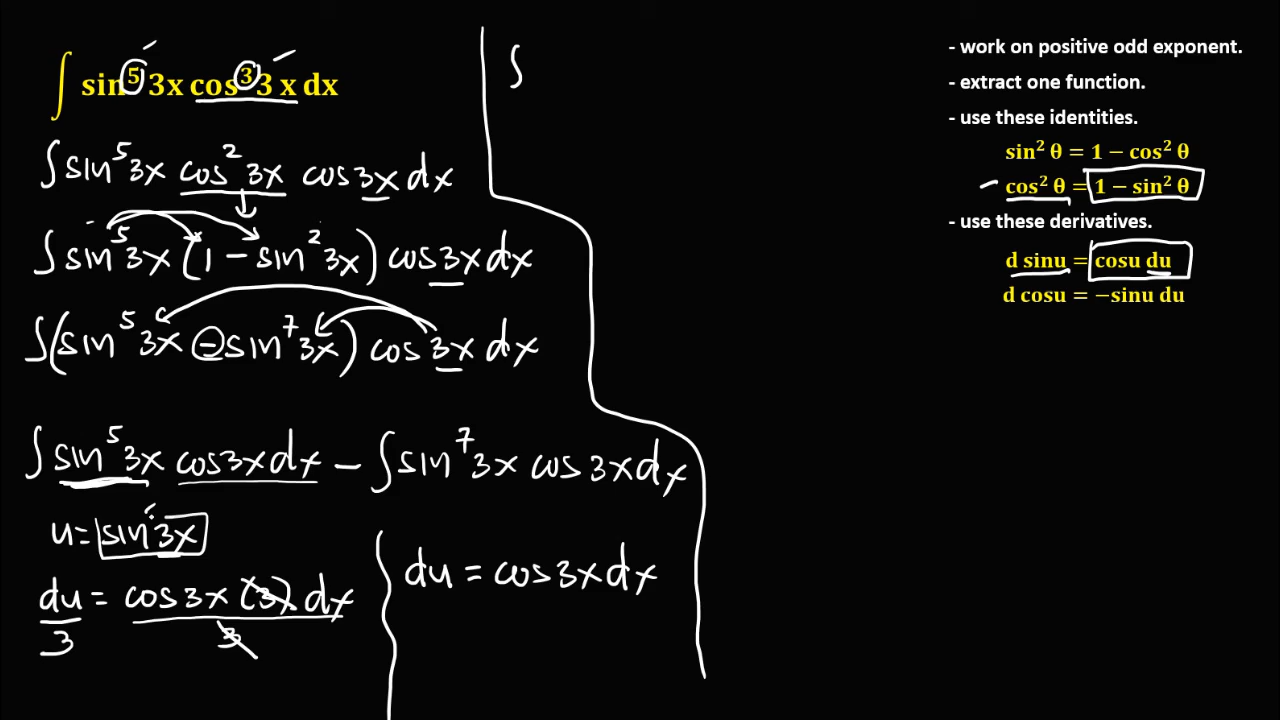 ∫ sin⁵ 3x cos³ 3 x dx
∫ sin⁵ 3x cos² 3x cos 3x dx
∫ sin⁵ 3x (1 − sin² 3x) cos 3x dx
∫(sin⁵ 3x − sin⁷ 3x) cos 3x dx
∫ sin⁵ 3x cos3x dx − ∫ sin⁷ 3x cos 3x dx
u = sin 3x
du/3 = cos 3x (3) dx/3
du = cos 3x dx
∫
- work on positive odd exponent.
- extract one function.
- use these identities.
sin² θ = 1 − cos² θ
cos² θ = 1 − sin² θ
- use these derivatives.
d sinu = cosu du
d cosu = −sinu du